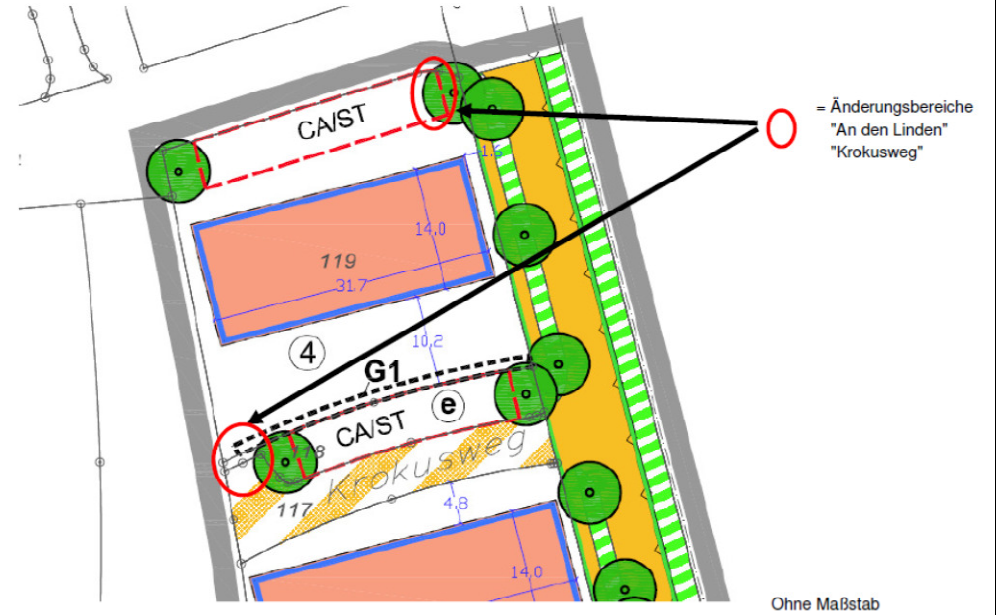 = Änderungsbereiche
"An den Linden"
"Krokusweg"
CA/ST
14,0
119
31.7
4
10,2
G1
e
CA/ST
118
Krokusweg
117
4,8
14,0
Ohne Maßstab